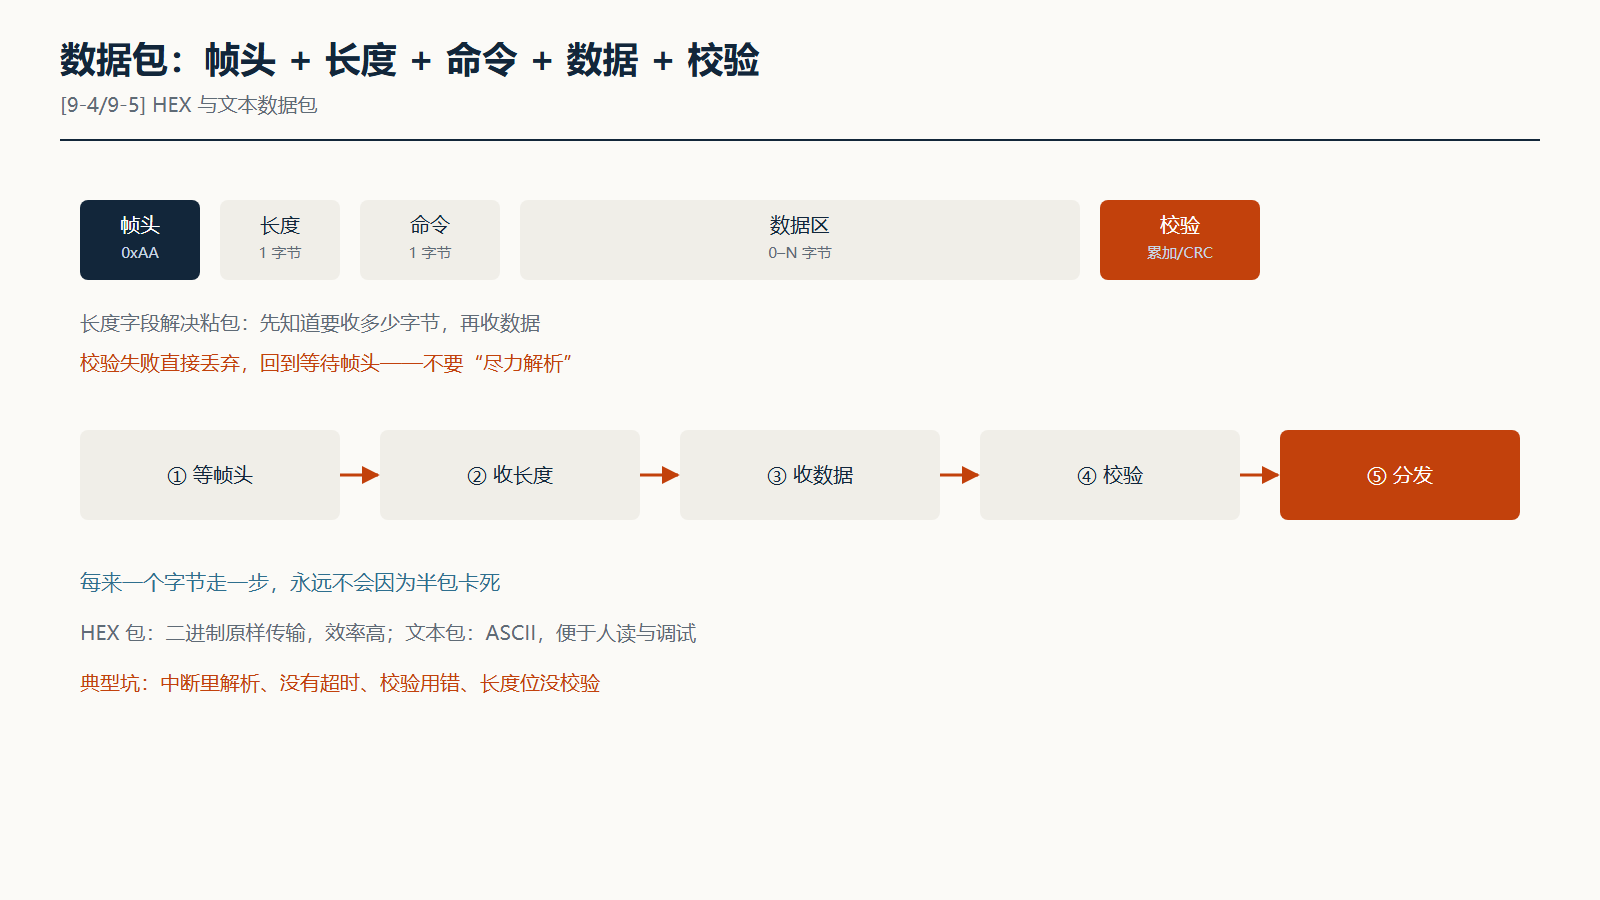 数据包：帧头 + 长度 + 命令 + 数据 + 校验
[9-4/9-5] HEX 与文本数据包
帧头
0xAA
长度
1 字节
命令
1 字节
数据区
0–N 字节
校验
累加/CRC
长度字段解决粘包：先知道要收多少字节，再收数据
校验失败直接丢弃，回到等待帧头——不要“尽力解析”
① 等帧头
② 收长度
③ 收数据
④ 校验
⑤ 分发
每来一个字节走一步，永远不会因为半包卡死
HEX 包：二进制原样传输，效率高；文本包：ASCII，便于人读与调试
典型坑：中断里解析、没有超时、校验用错、长度位没校验